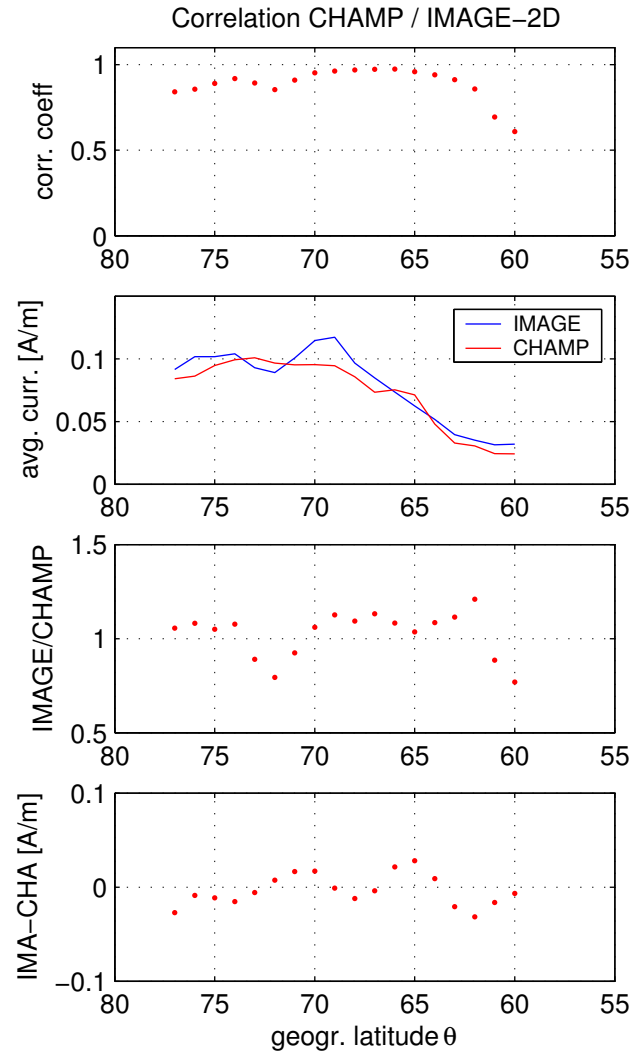 Correlation CHAMP / IMAGE−2D
corr. coeff
1
0.5
0
80 75 70 65 60 55
avg. curr. [A/m]
0.1
0.05
0
IMAGE
CHAMP
80 75 70 65 60 55
IMAGE/CHAMP
1.5
1
0.5
80 75 70 65 60 55
IMA−CHA [A/m]
0.1
0
−0.1
80 75 70 65 60 55
geogr. latitude θ